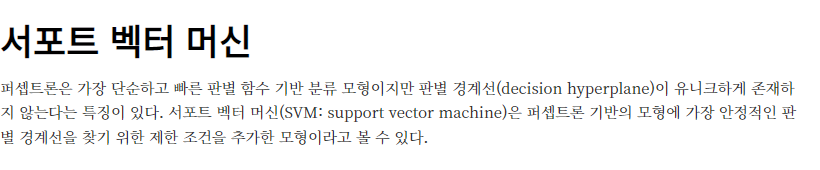 서포트 벡터 머신
퍼셉트론은 가장 단순하고 빠른 판별 함수 기반 분류 모형이지만 판별 경계선(decision hyperplane)이 유니크하게 존재하
지 않는다는 특징이 있다. 서포트 벡터 머신(SVM: support vector machine)은 퍼셉트론 기반의 모형에 가장 안정적인 판
별 경계선을 찾기 위한 제한 조건을 추가한 모형이라고 볼 수 있다.